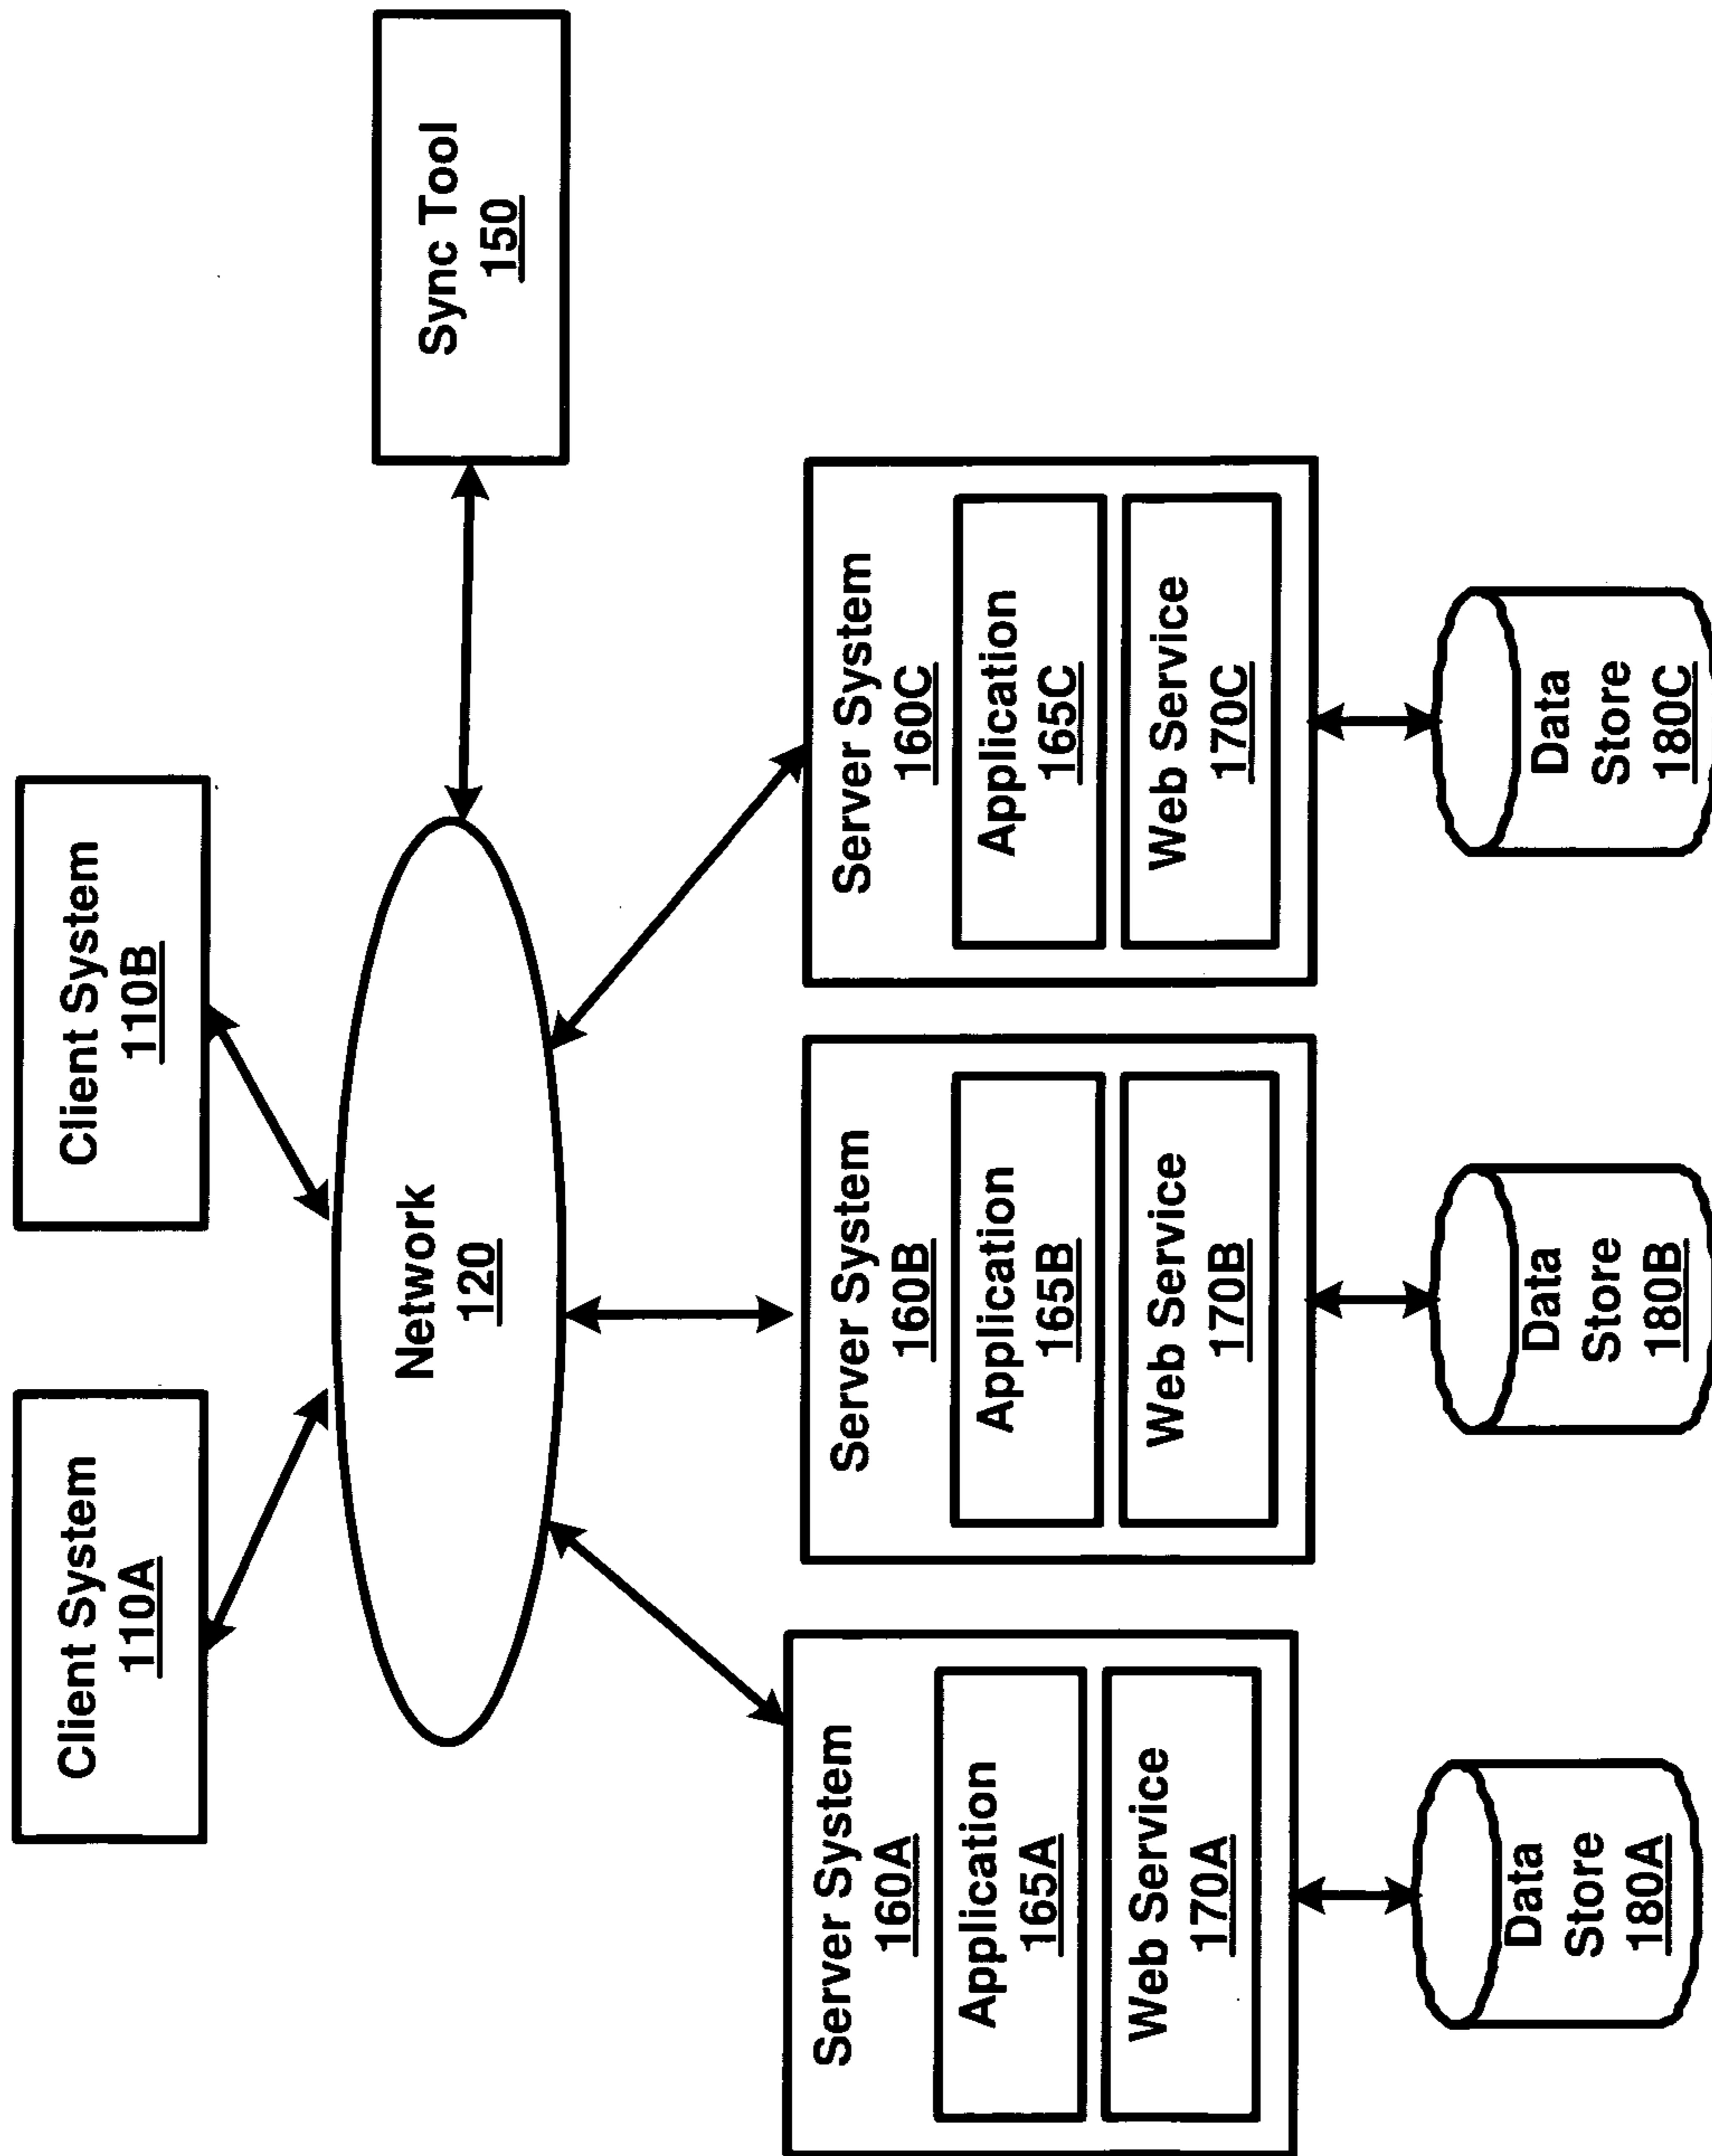 Client System
110A
Client System
110B
Network
120
Sync Tool
150
Server System
160A
Application
165A
Web Service
170A
Server System
160B
Application
165B
Web Service
170B
Server System
160C
Application
165C
Web Service
170C
Data
Store
180A
Data
Store
180B
Data
Store
180C